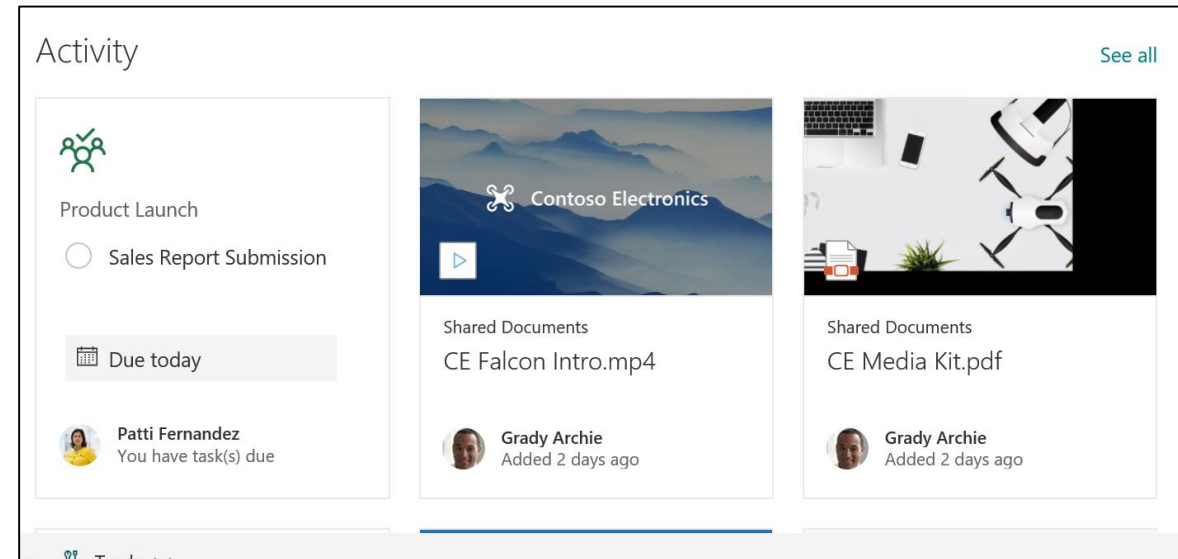 Activity
See all
Product Launch
Sales Report Submission
Due today
Patti Fernandez
You have task(s) due
Contoso Electronics
Shared Documents
CE Falcon Intro.mp4
Grady Archie
Added 2 days ago
Shared Documents
CE Media Kit.pdf
Grady Archie
Added 2 days ago